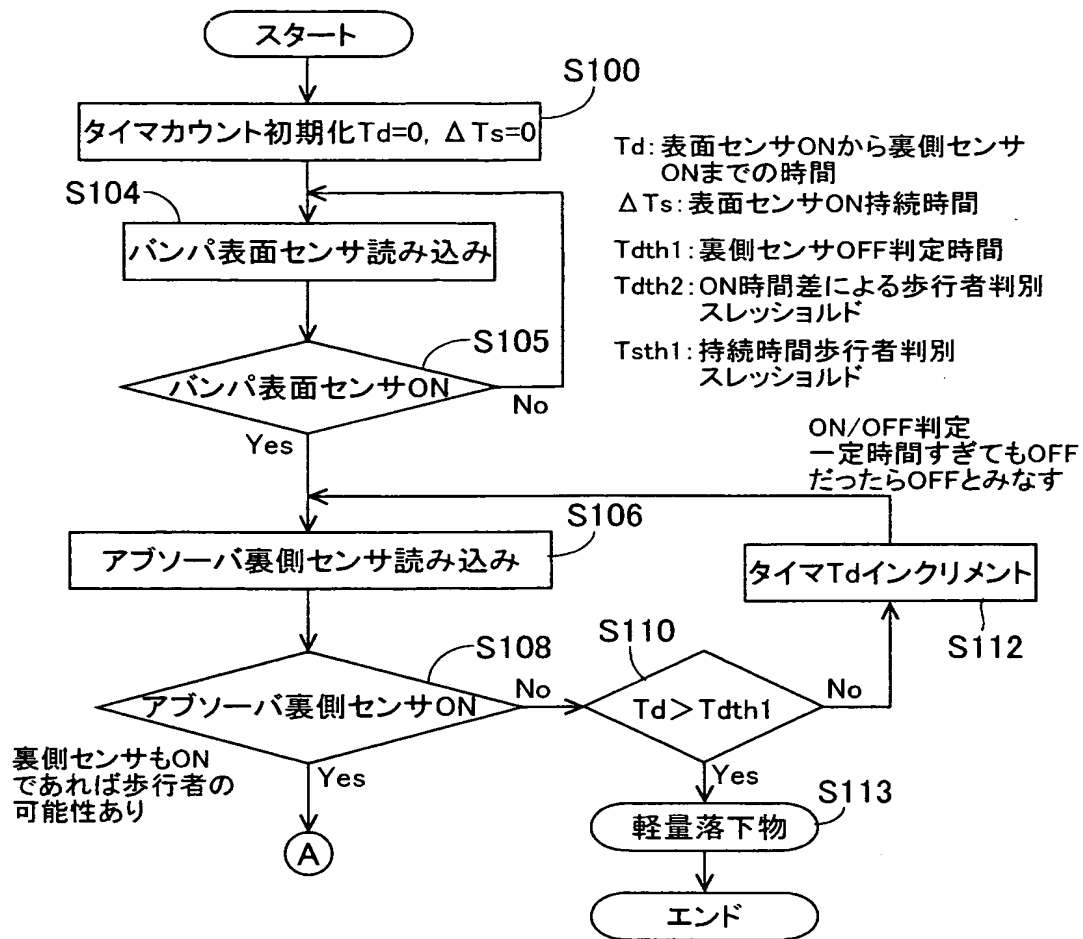 スタート
S100
タイマカウント初期化Td=0, ΔTs=0
Td:表面センサONから裏側センサ
ONまでの時間
ΔTs:表面センサON持続時間
Tdth1:裏側センサOFF判定時間
Tdth2:ON時間差による歩行者判別
スレッショルド
Tsth1:持続時間歩行者判別
スレッショルド
S104
バンパ表面センサ読み込み
S105
バンパ表面センサON
No
Yes
ON/OFF判定
一定時間すぎてもOFF
だったらOFFとみなす
S106
アブソーバ裏側センサ読み込み
タイマTdインクリメント
S112
S108
アブソーバ裏側センサON
No
S110
Td>Tdth1
No
裏側センサもON
であれば歩行者の
可能性あり
Yes
Yes
S113
軽量落下物
A
エンド